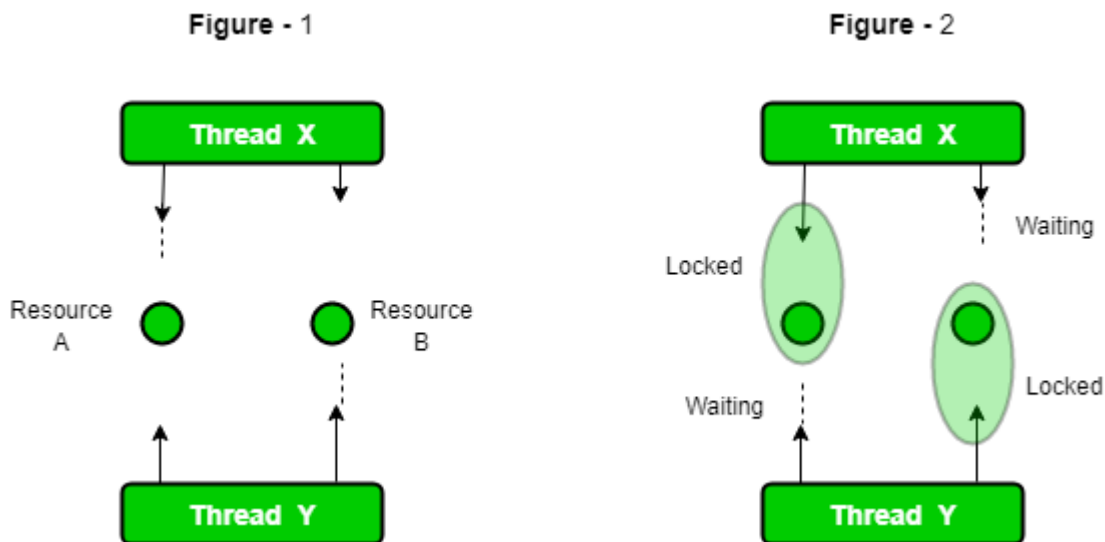 Figure - 1
Thread X
Resource
A
Resource
B
Thread Y
Figure - 2
Thread X
Waiting
Locked
Waiting
Locked
Thread Y